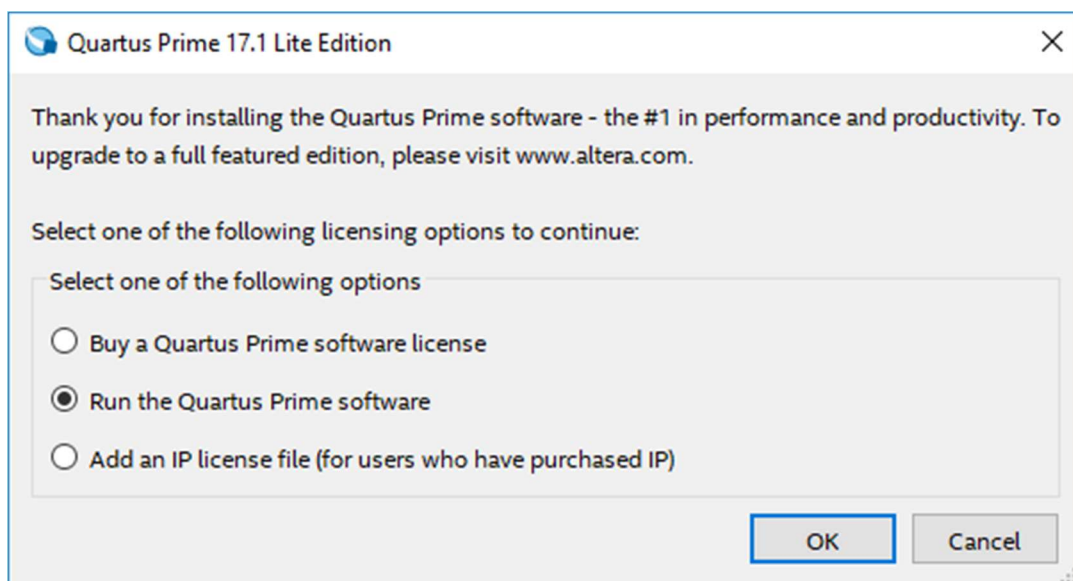 Quartus Prime 17.1 Lite Edition
Thank you for installing the Quartus Prime software - the #1 in performance and productivity. To
upgrade to a full featured edition, please visit www.altera.com.
Select one of the following licensing options to continue:
Select one of the following options
Buy a Quartus Prime software license
Run the Quartus Prime software
Add an IP license file (for users who have purchased IP)
OK Cancel